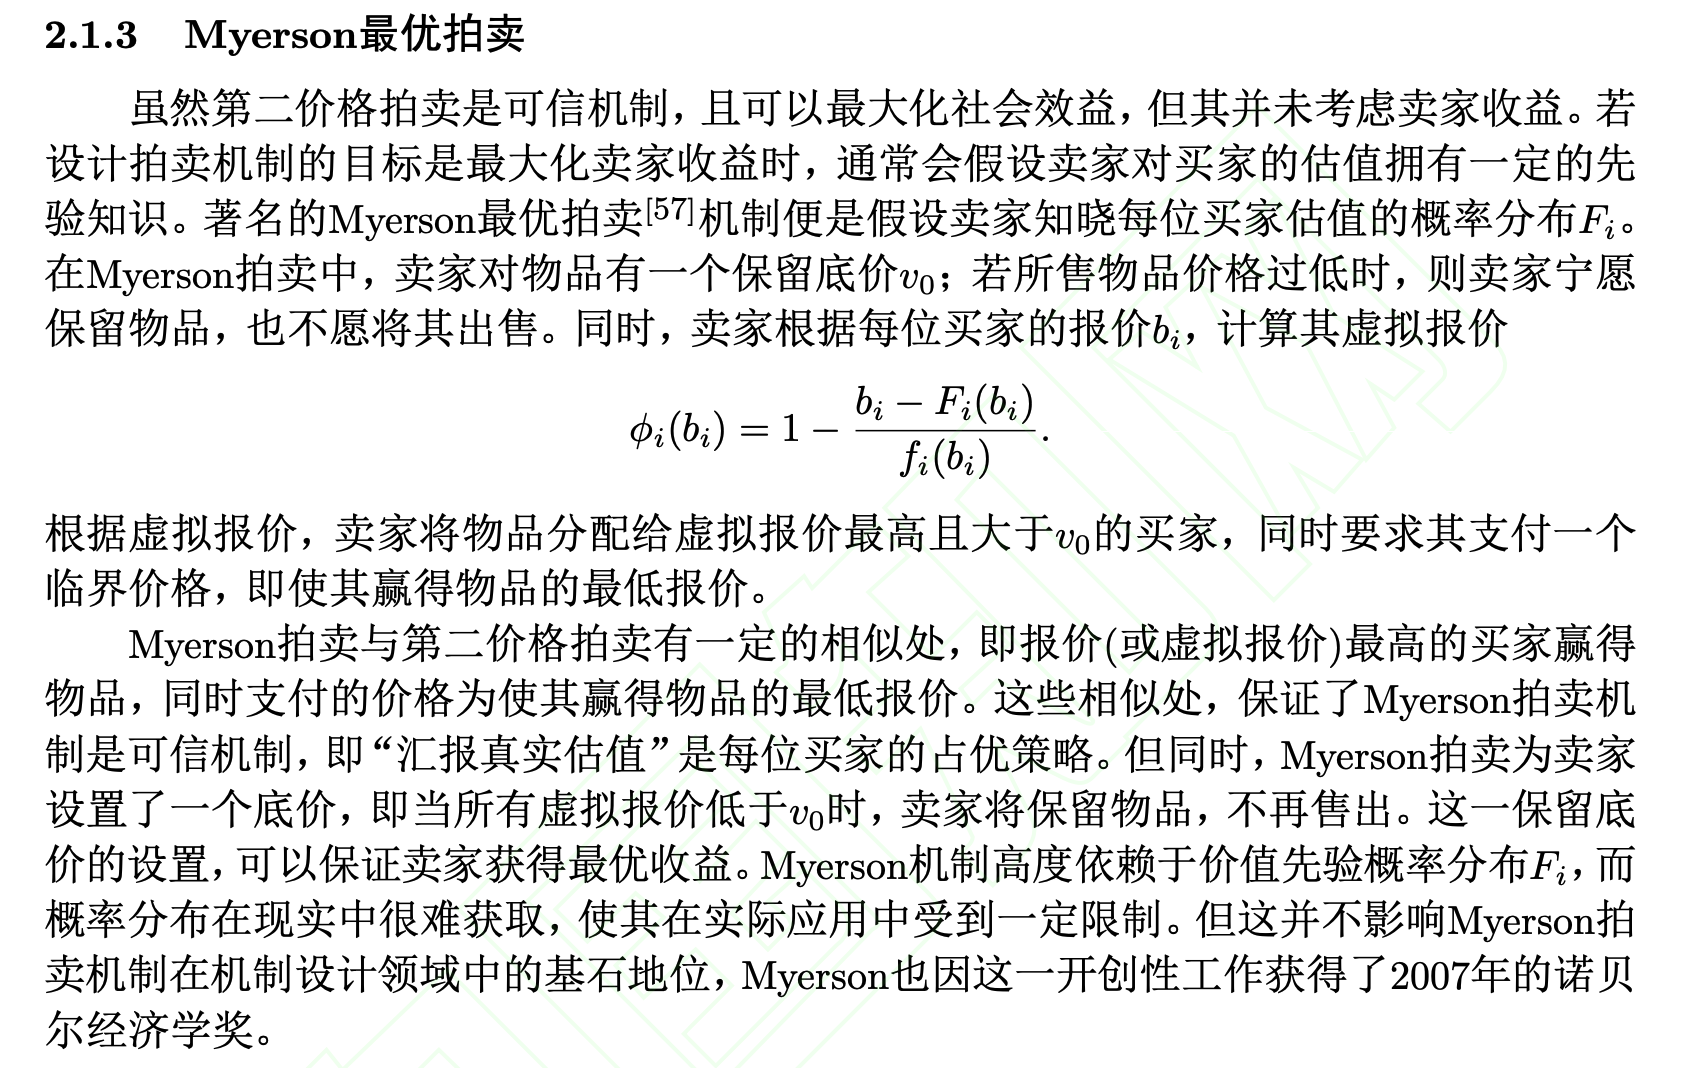 2.1.3 Myerson最优拍卖
虽然第二价格拍卖是可信机制，且可以最大化社会效益，但其并未考虑卖家收益。若
设计拍卖机制的目标是最大化卖家收益时，通常会假设卖家对买家的估值拥有一定的先
验知识。著名的Myerson最优拍卖[57]机制便是假设卖家知晓每位买家估值的概率分布F_i。
在Myerson拍卖中，卖家对物品有一个保留底价v_0；若所售物品价格过低时，则卖家宁愿
保留物品，也不愿将其出售。同时，卖家根据每位买家的报价b_i，计算其虚拟报价
ϕ_i(b_i) = 1 − (b_i − F_i(b_i)) / f_i(b_i).
根据虚拟报价，卖家将物品分配给虚拟报价最高且大于v_0的买家，同时要求其支付一个
临界价格，即使其赢得物品的最低报价。
Myerson拍卖与第二价格拍卖有一定的相似处，即报价(或虚拟报价)最高的买家赢得
物品，同时支付的价格为使其赢得物品的最低报价。这些相似处，保证了Myerson拍卖机
制是可信机制，即“汇报真实估值”是每位买家的占优策略。但同时，Myerson拍卖为卖家
设置了一个底价，即当所有虚拟报价低于v_0时，卖家将保留物品，不再售出。这一保留底
价的设置，可以保证卖家获得最优收益。Myerson机制高度依赖于价值先验概率分布F_i，而
概率分布在现实中很难获取，使其在实际应用中受到一定限制。但这并不影响Myerson拍
卖机制在机制设计领域中的基石地位，Myerson也因这一开创性工作获得了2007年的诺贝
尔经济学奖。